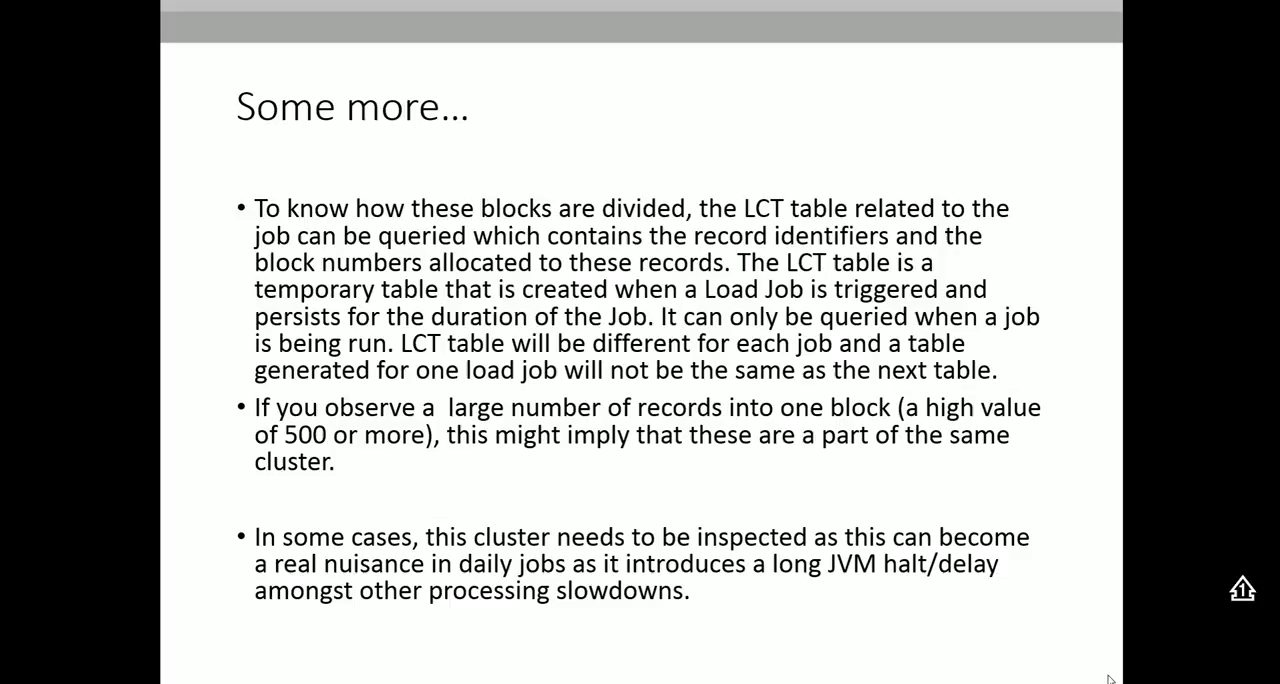 Some more...
• To know how these blocks are divided, the LCT table related to the
job can be queried which contains the record identifiers and the
block numbers allocated to these records. The LCT table is a
temporary table that is created when a Load Job is triggered and
persists for the duration of the Job. It can only be queried when a job
is being run. LCT table will be different for each job and a table
generated for one load job will not be the same as the next table.
• If you observe a  large number of records into one block (a high value
of 500 or more), this might imply that these are a part of the same
cluster.
• In some cases, this cluster needs to be inspected as this can become
a real nuisance in daily jobs as it introduces a long JVM halt/delay
amongst other processing slowdowns.
1